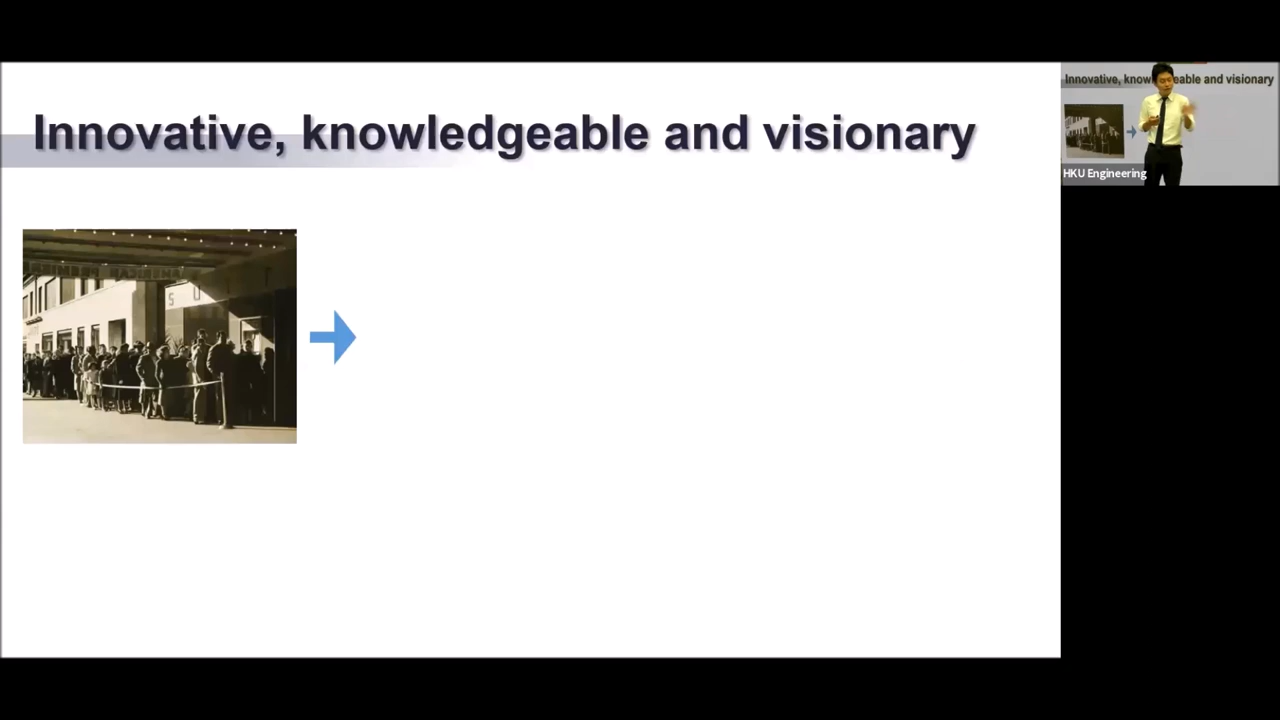 Innovative, knowledgeable and visionary
Innovative, know eable and visionary
HKU Engineering